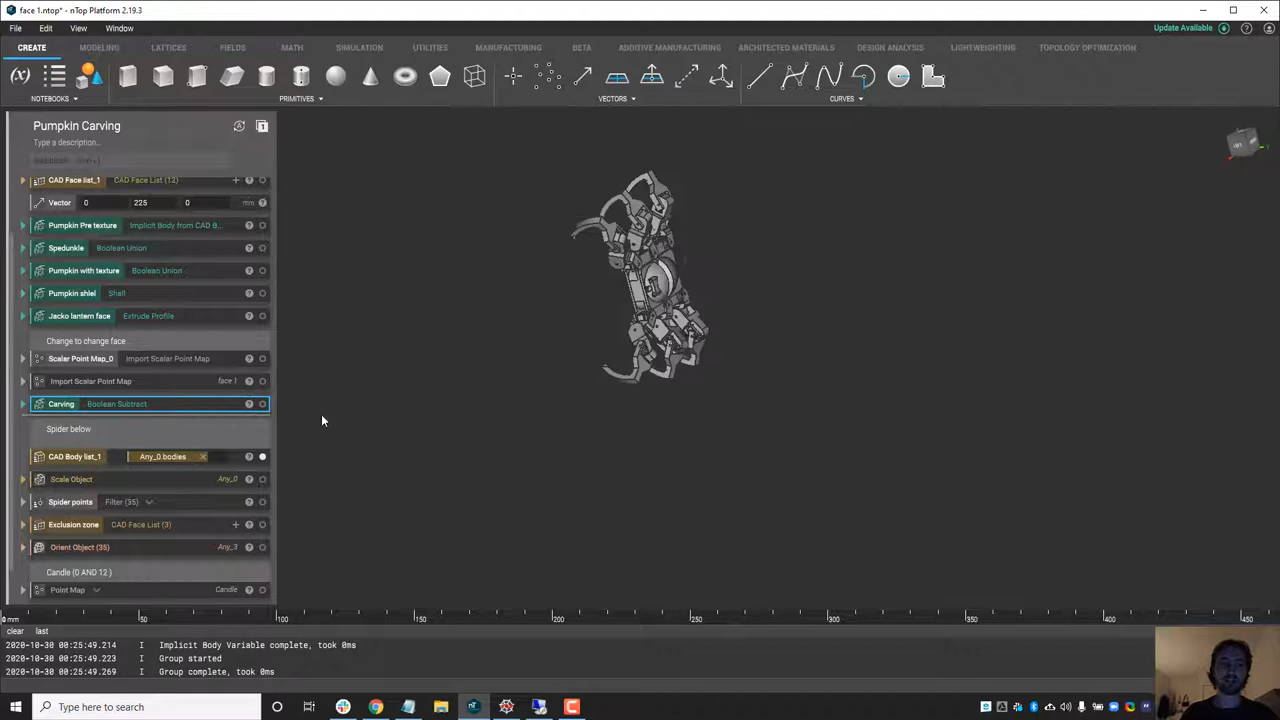 face 1.ntop* - nTop Platform 2.19.3
File Edit View Window
Update Available
CREATE MODELING LATTICES FIELDS MATH SIMULATION UTILITIES MANUFACTURING BETA ADDITIVE MANUFACTURING ARCHITECTED MATERIALS DESIGN ANALYSIS LIGHTWEIGHTING TOPOLOGY OPTIMIZATION
NOTEBOOKS PRIMITIVES VECTORS CURVES
Pumpkin Carving
Type a description...
CAD Face list_1 CAD Face List (12)
Vector 0 225 0 mm
Pumpkin Pre texture Implicit Body from CAD B...
Spedunkle Boolean Union
Pumpkin with texture Boolean Union
Pumpkin shlel Shell
Jacko lantern face Extrude Profile
Change to change face
Scalar Point Map_0 Import Scalar Point Map
Import Scalar Point Map face 1
Carving Boolean Subtract
Spider below
CAD Body list_1 Any_0.bodies
Scale Object Any_0
Spider points Filter (35)
Exclusion zone CAD Face List (3)
Orient Object (35) Any_3
Candle (0 AND 12 )
Point Map Candle
0 mm 50 100 150 200 250 300 350 400 450
clear last
2020-10-30 00:25:49.214 I Implicit Body Variable complete, took 0ms
2020-10-30 00:25:49.223 I Group started
2020-10-30 00:25:49.269 I Group complete, took 0ms
Type here to search